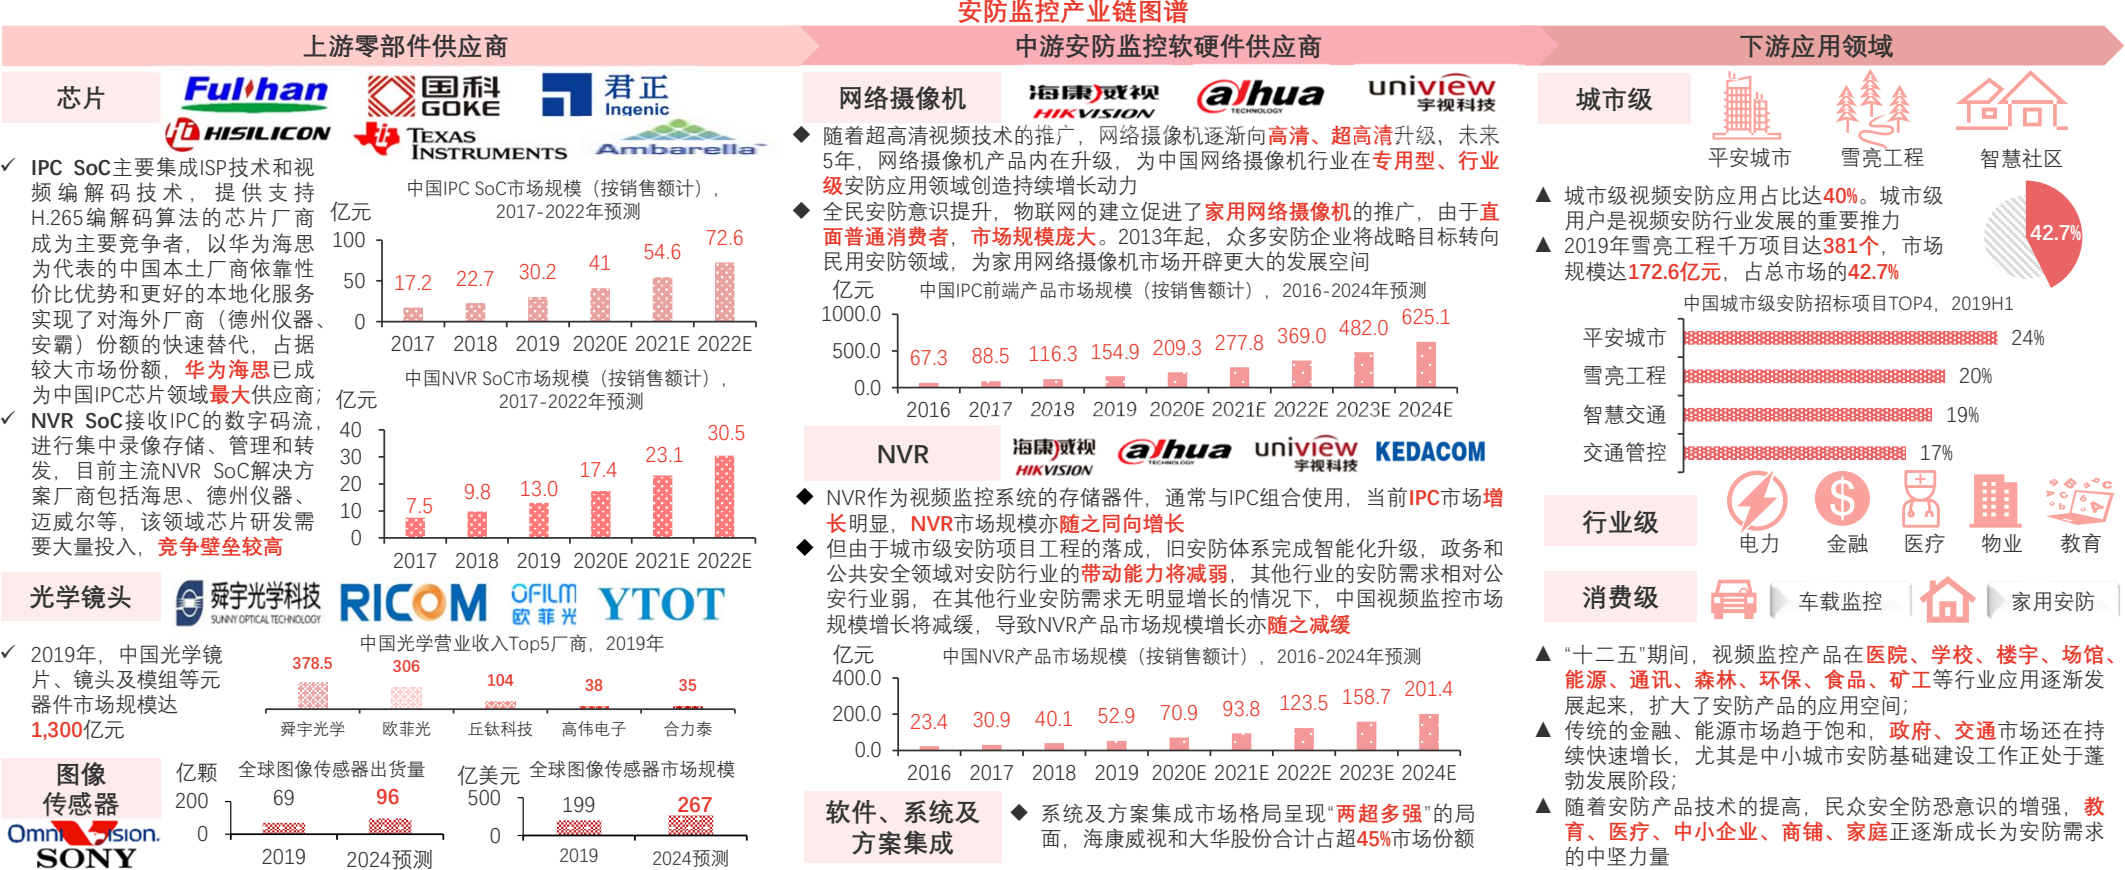 安防监控产业链图谱
上游零部件供应商
中游安防监控软硬件供应商
下游应用领域
芯片
Fullhan
国科
GOKE
君正
Ingenic
HISILICON
TEXAS
INSTRUMENTS
Ambarella
✓ IPC SoC主要集成ISP技术和视
频编解码技术，提供支持
H.265编解码算法的芯片厂商
成为主要竞争者，以华为海思
为代表的中国本土厂商依靠性
价比优势和更好的本地化服务
实现了对海外厂商（德州仪器、
安霸）份额的快速替代，占据
较大市场份额，华为海思已成
为中国IPC芯片领域最大供应商；
✓ NVR SoC接收IPC的数字码流，
进行集中录像存储、管理和转
发，目前主流NVR SoC解决方
案厂商包括海思、德州仪器、
迈威尔等，该领域芯片研发需
要大量投入，竞争壁垒较高
中国IPC SoC市场规模（按销售额计），
2017-2022年预测
亿元
100
50
0
17.2 22.7 30.2 41 54.6 72.6
2017 2018 2019 2020E 2021E 2022E
中国NVR SoC市场规模（按销售额计），
2017-2022年预测
亿元
40
30
20
10
0
7.5 9.8 13.0 17.4 23.1 30.5
2017 2018 2019 2020E 2021E 2022E
光学镜头
舜宇光学科技
SUNNY OPTICAL TECHNOLOGY
RICOM
OFILM
欧菲光
YTOT
✓ 2019年，中国光学镜
片、镜头及模组等元
器件市场规模达
1,300亿元
中国光学营业收入Top5厂商，2019年
378.5 306 104 38 35
舜宇光学 欧菲光 丘钛科技 高伟电子 合力泰
图像
传感器
OmniVision.
SONY
亿颗
全球图像传感器出货量
200
0
69 96
2019 2024预测
亿美元
全球图像传感器市场规模
500
0
199 267
2019 2024预测
网络摄像机
海康威视
HIKVISION
alhua
TECHNOLOGY
uniview
宇视科技
◆ 随着超高清视频技术的推广，网络摄像机逐渐向高清、超高清升级，未来
5年，网络摄像机产品内在升级，为中国网络摄像机行业在专用型、行业
级安防应用领域创造持续增长动力
◆ 全民安防意识提升，物联网的建立促进了家用网络摄像机的推广，由于直
面普通消费者，市场规模庞大。2013年起，众多安防企业将战略目标转向
民用安防领域，为家用网络摄像机市场开辟更大的发展空间
亿元
中国IPC前端产品市场规模（按销售额计），2016-2024年预测
1000.0
500.0
0.0
67.3 88.5 116.3 154.9 209.3 277.8 369.0 482.0 625.1
2016 2017 2018 2019 2020E 2021E 2022E 2023E 2024E
NVR
海康威视
HIKVISION
alhua
TECHNOLOGY
uniview
宇视科技
KEDACOM
◆ NVR作为视频监控系统的存储器件，通常与IPC组合使用，当前IPC市场增
长明显，NVR市场规模亦随之同向增长
◆ 但由于城市级安防项目工程的落成，旧安防体系完成智能化升级，政务和
公共安全领域对安防行业的带动能力将减弱，其他行业的安防需求相对公
安行业弱，在其他行业安防需求无明显增长的情况下，中国视频监控市场
规模增长将减缓，导致NVR产品市场规模增长亦随之减缓
亿元
中国NVR产品市场规模（按销售额计），2016-2024年预测
400.0
200.0
0.0
23.4 30.9 40.1 52.9 70.9 93.8 123.5 158.7 201.4
2016 2017 2018 2019 2020E 2021E 2022E 2023E 2024E
软件、系统及
方案集成
◆ 系统及方案集成市场格局呈现“两超多强”的局
面，海康威视和大华股份合计占超45%市场份额
城市级
平安城市 雪亮工程 智慧社区
▲ 城市级视频安防应用占比达40%。城市级
用户是视频安防行业发展的重要推力
▲ 2019年雪亮工程千万项目达381个，市场
规模达172.6亿元，占总市场的42.7%
42.7%
中国城市级安防招标项目TOP4，2019H1
平安城市 24%
雪亮工程 20%
智慧交通 19%
交通管控 17%
行业级
电力 金融 医疗 物业 教育
消费级
车载监控 家用安防
▲ “十二五”期间，视频监控产品在医院、学校、楼宇、场馆、
能源、通讯、森林、环保、食品、矿工等行业应用逐渐发
展起来，扩大了安防产品的应用空间；
▲ 传统的金融、能源市场趋于饱和，政府、交通市场还在持
续快速增长，尤其是中小城市安防基础建设工作正处于蓬
勃发展阶段；
▲ 随着安防产品技术的提高，民众安全防恐意识的增强，教
育、医疗、中小企业、商铺、家庭正逐渐成长为安防需求
的中坚力量